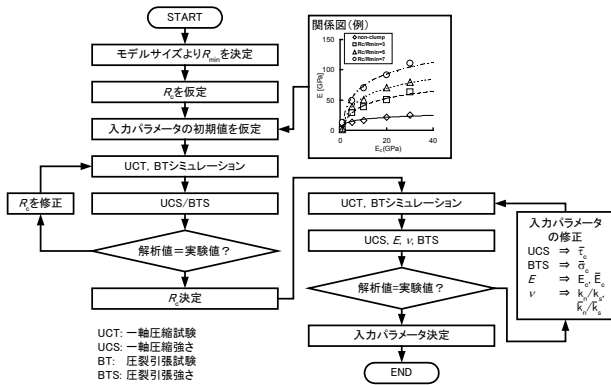 START
モデルサイズよりRminを決定
Rcを仮定
入力パラメータの初期値を仮定
UCT, BTシミュレーション
Rcを修正
UCS/BTS
解析値=実験値?
Rc決定
UCT: 一軸圧縮試験
UCS: 一軸圧縮強さ
BT: 圧裂引張試験
BTS: 圧裂引張強さ
関係図(例)
non-clump
Rc/Rmin=3
Rc/Rmin=5
Rc/Rmin=7
E [GPa]
150
100
50
0
0 10 20 30 40
Ec(GPa)
UCT, BTシミュレーション
UCS, E, ν, BTS
解析値=実験値?
入力パラメータ決定
END
入力パラメータ
の修正
UCS ⇒ τ̄c
BTS ⇒ σ̄c
E ⇒ Ec, Ēc
ν ⇒ kn/ks,
k̄n/k̄s